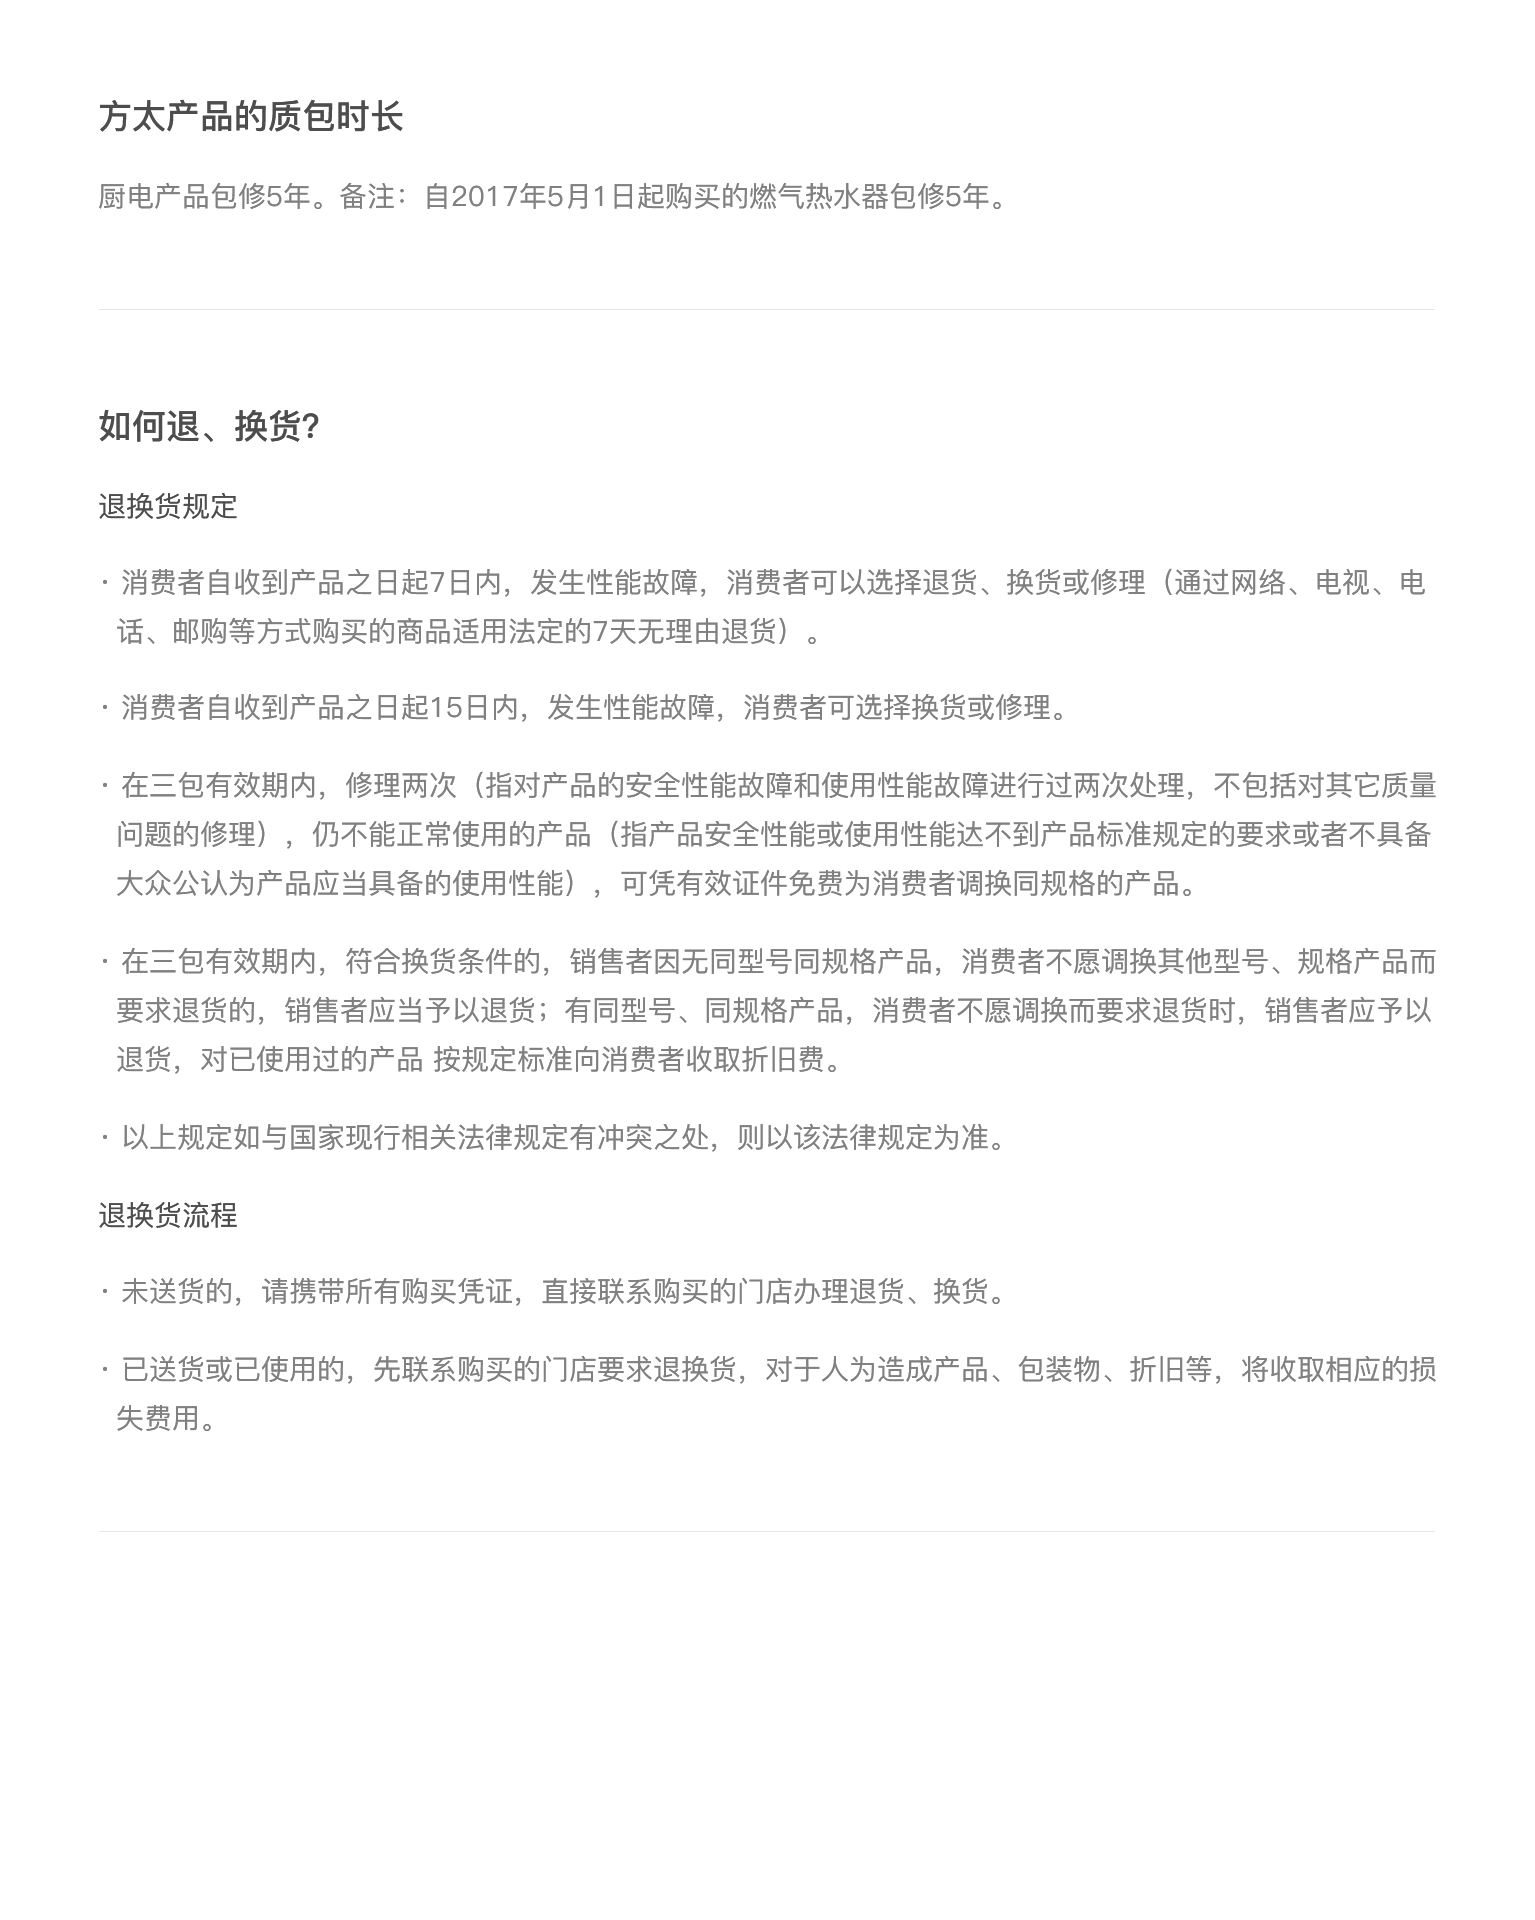 方太产品的质包时长
厨电产品包修5年。备注：自2017年5月1日起购买的燃气热水器包修5年。
如何退、换货？
退换货规定
· 消费者自收到产品之日起7日内，发生性能故障，消费者可以选择退货、换货或修理（通过网络、电视、电
话、邮购等方式购买的商品适用法定的7天无理由退货）。
· 消费者自收到产品之日起15日内，发生性能故障，消费者可选择换货或修理。
· 在三包有效期内，修理两次（指对产品的安全性能故障和使用性能故障进行过两次处理，不包括对其它质量
问题的修理），仍不能正常使用的产品（指产品安全性能或使用性能达不到产品标准规定的要求或者不具备
大众公认为产品应当具备的使用性能），可凭有效证件免费为消费者调换同规格的产品。
· 在三包有效期内，符合换货条件的，销售者因无同型号同规格产品，消费者不愿调换其他型号、规格产品而
要求退货的，销售者应当予以退货；有同型号、同规格产品，消费者不愿调换而要求退货时，销售者应予以
退货，对已使用过的产品 按规定标准向消费者收取折旧费。
· 以上规定如与国家现行相关法律规定有冲突之处，则以该法律规定为准。
退换货流程
· 未送货的，请携带所有购买凭证，直接联系购买的门店办理退货、换货。
· 已送货或已使用的，先联系购买的门店要求退换货，对于人为造成产品、包装物、折旧等，将收取相应的损
失费用。